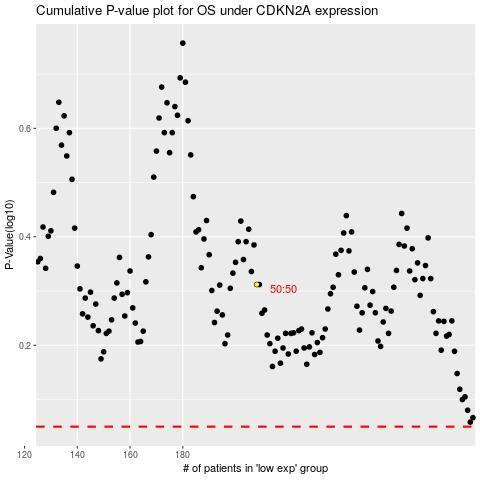 Cumulative P-value plot for OS under CDKN2A expression
P-Value(log10)
0.6
0.4
0.2
50:50
120 140 160 180
# of patients in 'low exp' group